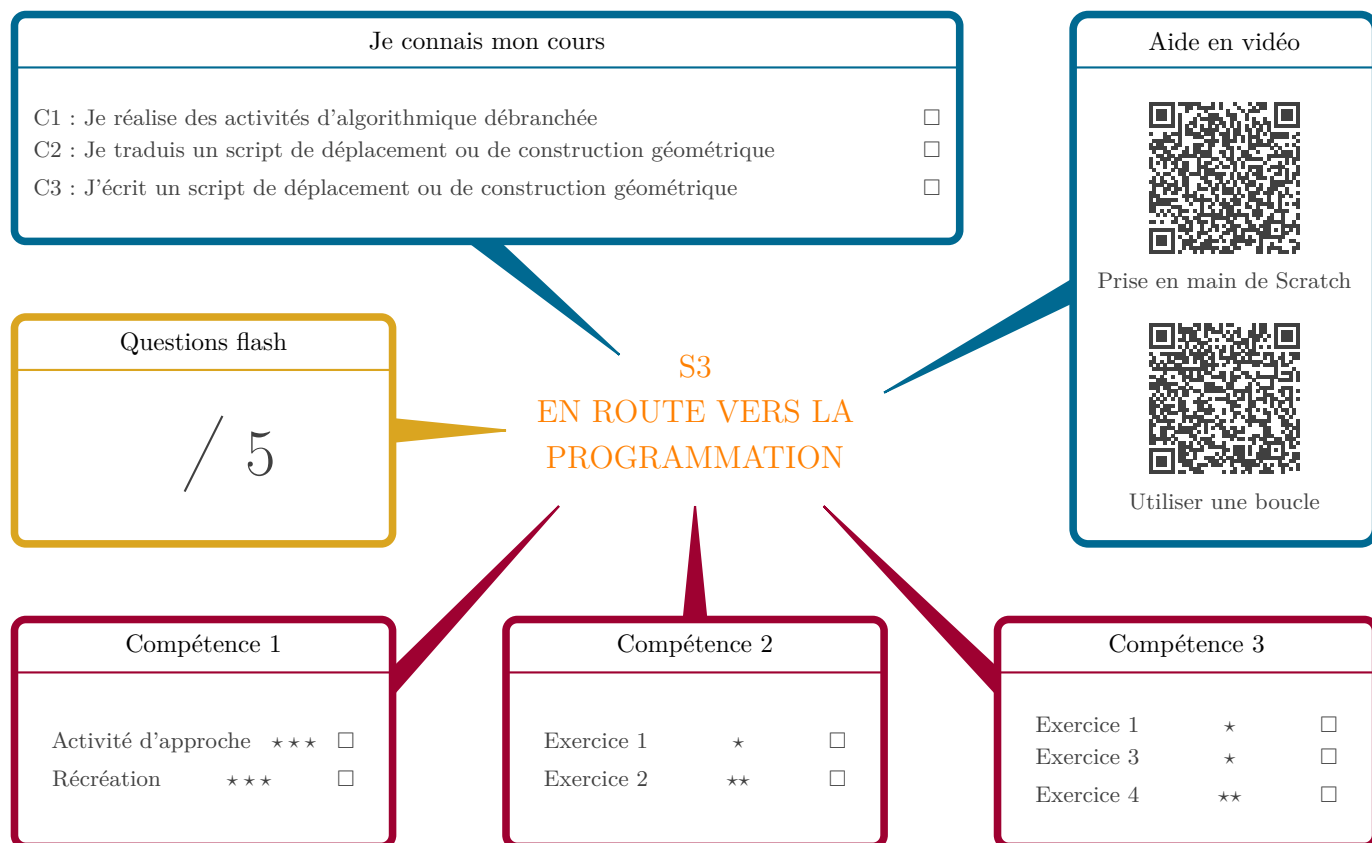 Je connais mon cours
C1 : Je réalise des activités d'algorithmique débranchée □
C2 : Je traduis un script de déplacement ou de construction géométrique □
C3 : J'écrit un script de déplacement ou de construction géométrique □
Aide en vidéo
Prise en main de Scratch
Utiliser une boucle
Questions flash
/ 5
S3
EN ROUTE VERS LA
PROGRAMMATION
Compétence 1
Activité d'approche ⋆⋆⋆ □
Récréation ⋆⋆⋆ □
Compétence 2
Exercice 1 ⋆ □
Exercice 2 ⋆⋆ □
Compétence 3
Exercice 1 ⋆ □
Exercice 3 ⋆ □
Exercice 4 ⋆⋆ □